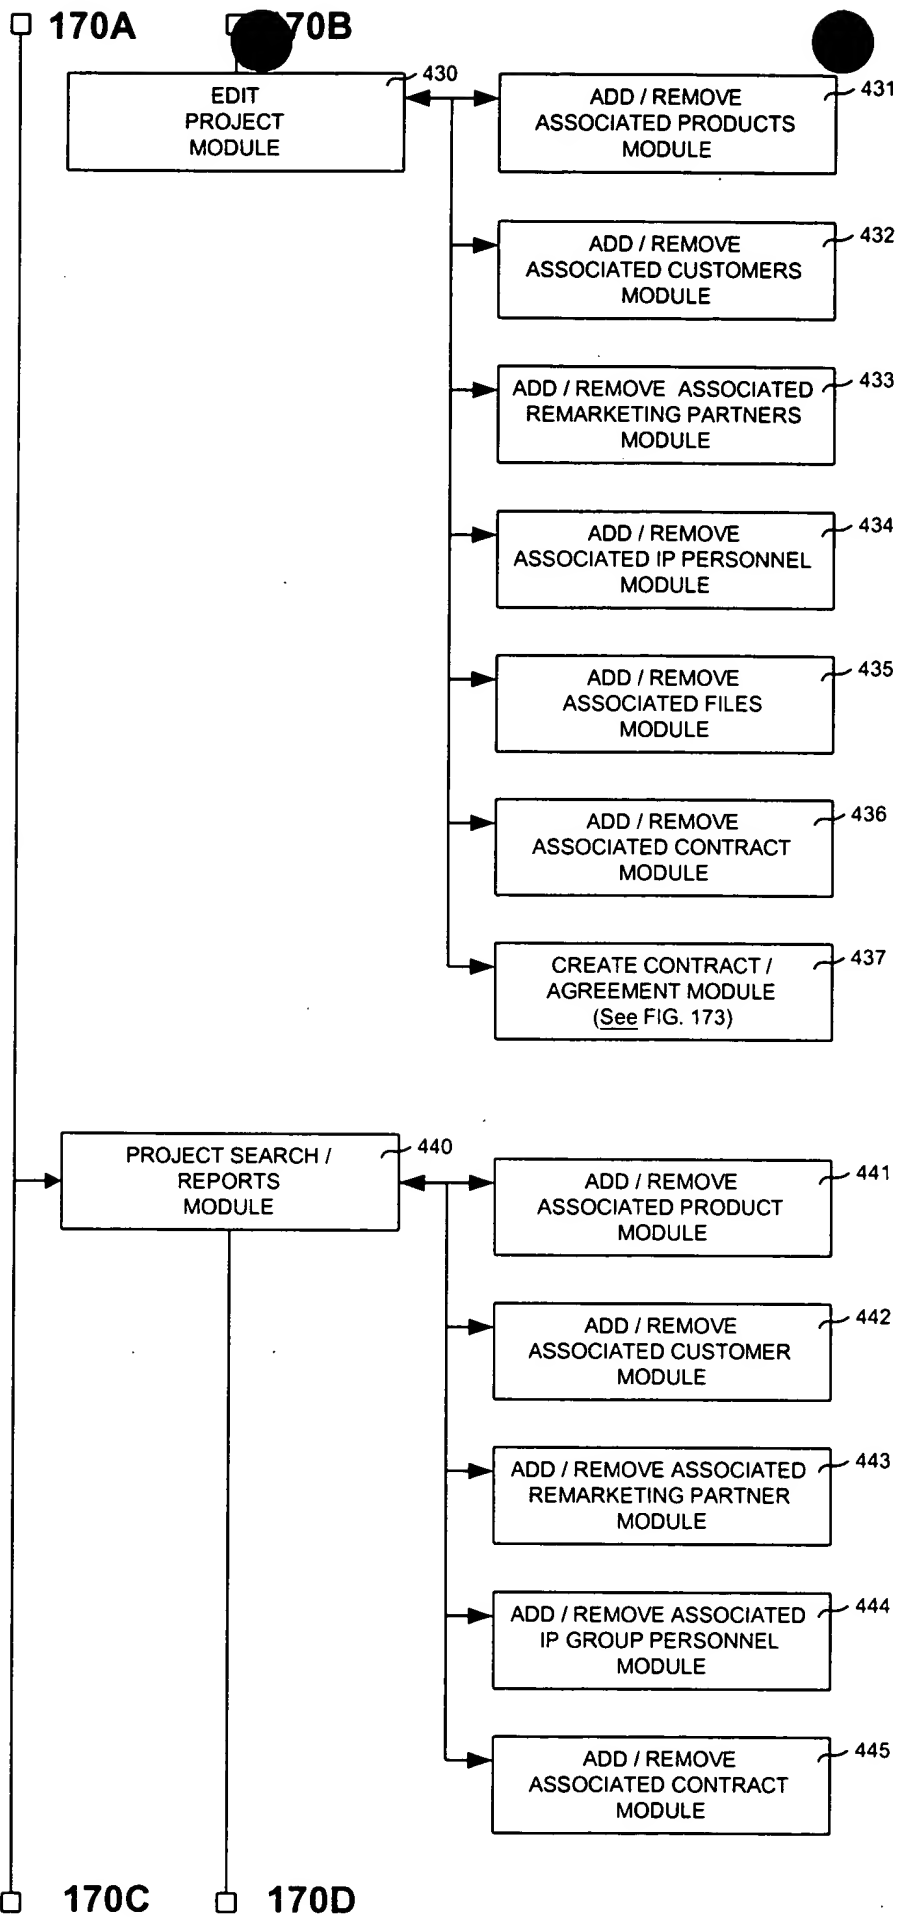 170A
70B
430
EDIT
PROJECT
MODULE
ADD / REMOVE
ASSOCIATED PRODUCTS
MODULE
431
ADD / REMOVE
ASSOCIATED CUSTOMERS
MODULE
432
ADD / REMOVE ASSOCIATED
REMARKETING PARTNERS
MODULE
433
ADD / REMOVE
ASSOCIATED IP PERSONNEL
MODULE
434
ADD / REMOVE
ASSOCIATED FILES
MODULE
435
ADD / REMOVE
ASSOCIATED CONTRACT
MODULE
436
CREATE CONTRACT /
AGREEMENT MODULE
(See FIG. 173)
437
PROJECT SEARCH /
REPORTS
MODULE
440
ADD / REMOVE
ASSOCIATED PRODUCT
MODULE
441
ADD / REMOVE
ASSOCIATED CUSTOMER
MODULE
442
ADD / REMOVE ASSOCIATED
REMARKETING PARTNER
MODULE
443
ADD / REMOVE ASSOCIATED
IP GROUP PERSONNEL
MODULE
444
ADD / REMOVE
ASSOCIATED CONTRACT
MODULE
445
170C
170D